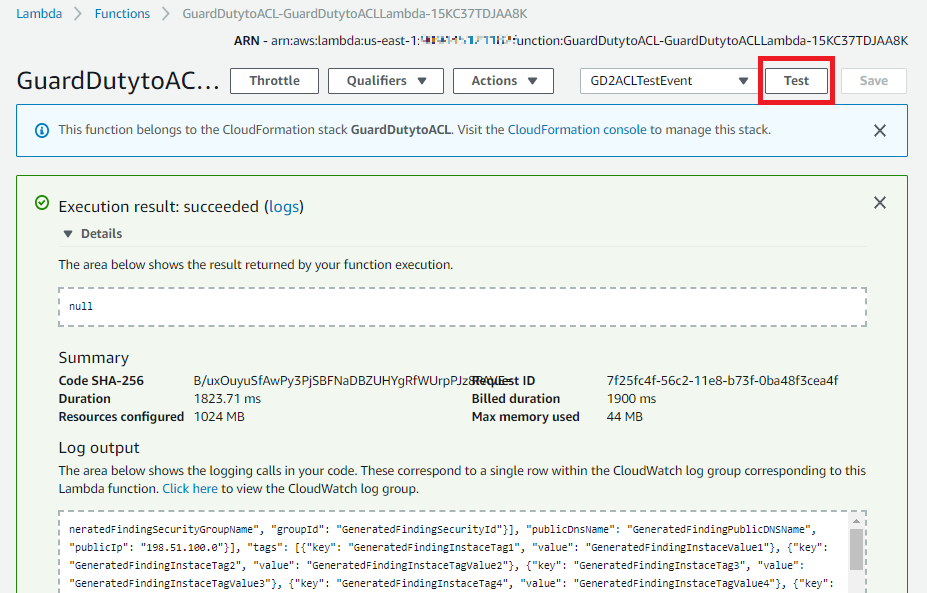 Lambda > Functions > GuardDutytoACL-GuardDutytoACLLambda-15KC37TDJAA8K
ARN - arn:aws:lambda:us-east-1: function:GuardDutytoACL-GuardDutytoACLLambda-15KC37TDJAA8K
GuardDutytoAC... Throttle Qualifiers Actions GD2ACLTestEvent Test Save
This function belongs to the CloudFormation stack GuardDutytoACL. Visit the CloudFormation console to manage this stack.
Execution result: succeeded (logs)
Details
The area below shows the result returned by your function execution.
null
Summary
Code SHA-256 Request ID 7f25fc4f-56c2-11e8-b73f-0ba48f3cea4f
Duration 1823.71 ms Billed duration 1900 ms
Resources configured 1024 MB Max memory used 44 MB
Log output
The area below shows the logging calls in your code. These correspond to a single row within the CloudWatch log group corresponding to this
Lambda function. Click here to view the CloudWatch log group.
neratedFindingSecurityGroupName", "groupId": "GeneratedFindingSecurityId"}], "publicDnsName": "GeneratedFindingPublicDNSName",
"publicIp": "198.51.100.0"}], "tags": [{"key": "GeneratedFindingInstaceTag1", "value": "GeneratedFindingInstaceValue1"}, {"key":
"GeneratedFindingInstaceTag2", "value": "GeneratedFindingInstaceTagValue2"}, {"key": "GeneratedFindingInstaceTag3", "value":
"GeneratedFindingInstaceTagValue3"}, {"key": "GeneratedFindingInstaceTag4", "value": "GeneratedFindingInstaceTagValue4"}, {"key":